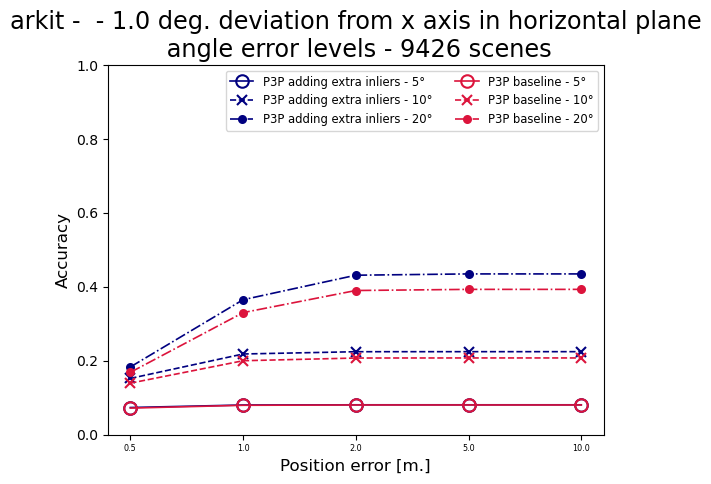 arkit -  - 1.0 deg. deviation from x axis in horizontal plane
angle error levels - 9426 scenes
P3P adding extra inliers - 5°
P3P adding extra inliers - 10°
P3P adding extra inliers - 20°
P3P baseline - 5°
P3P baseline - 10°
P3P baseline - 20°
Accuracy
1.0
0.8
0.6
0.4
0.2
0.0
0.5 1.0 2.0 5.0 10.0
Position error [m.]